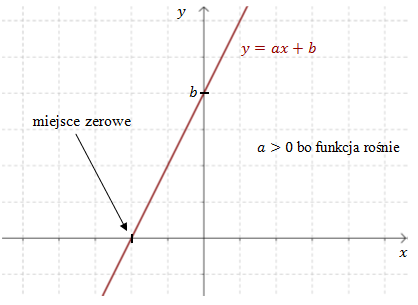 y
y = ax + b
b
miejsce zerowe
a > 0 bo funkcja rośnie
x